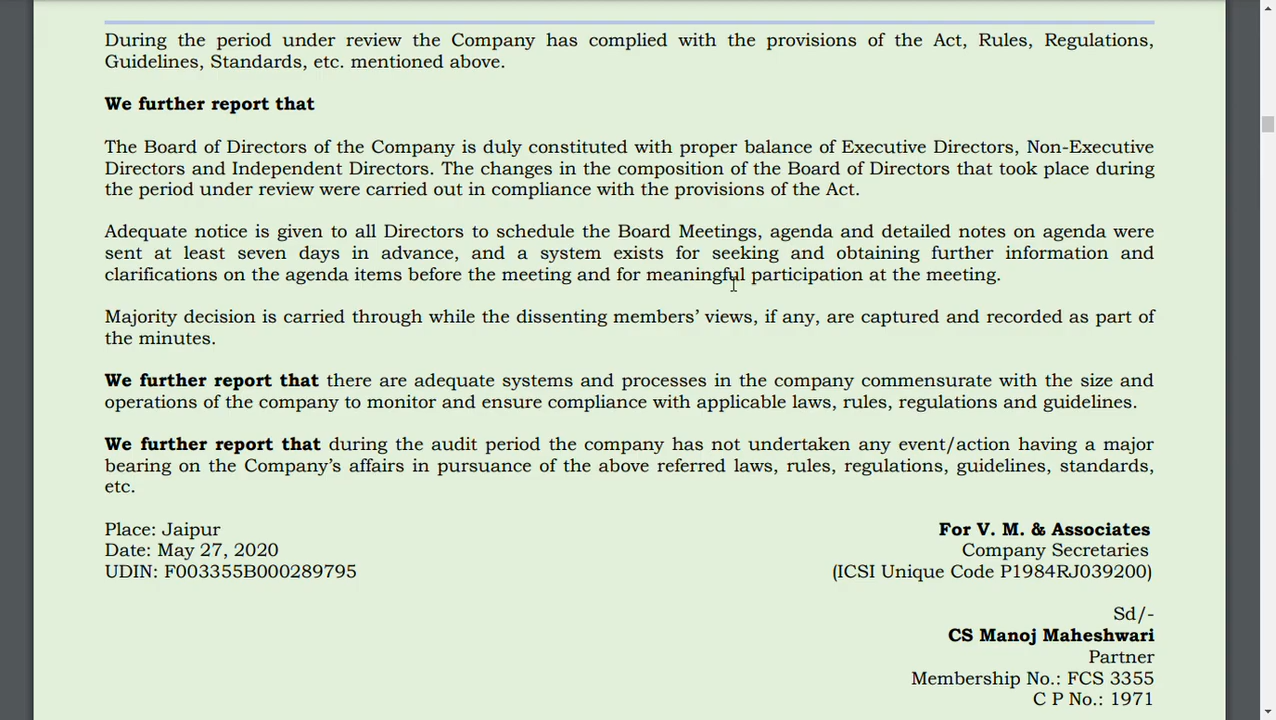 During the period under review the Company has complied with the provisions of the Act, Rules, Regulations,
Guidelines, Standards, etc. mentioned above.
We further report that
The Board of Directors of the Company is duly constituted with proper balance of Executive Directors, Non-Executive
Directors and Independent Directors. The changes in the composition of the Board of Directors that took place during
the period under review were carried out in compliance with the provisions of the Act.
Adequate notice is given to all Directors to schedule the Board Meetings, agenda and detailed notes on agenda were
sent at least seven days in advance, and a system exists for seeking and obtaining further information and
clarifications on the agenda items before the meeting and for meaningful participation at the meeting.
Majority decision is carried through while the dissenting members’ views, if any, are captured and recorded as part of
the minutes.
We further report that there are adequate systems and processes in the company commensurate with the size and
operations of the company to monitor and ensure compliance with applicable laws, rules, regulations and guidelines.
We further report that during the audit period the company has not undertaken any event/action having a major
bearing on the Company’s affairs in pursuance of the above referred laws, rules, regulations, guidelines, standards,
etc.
Place: Jaipur
Date: May 27, 2020
UDIN: F003355B000289795
For V. M. & Associates
Company Secretaries
(ICSI Unique Code P1984RJ039200)
Sd/-
CS Manoj Maheshwari
Partner
Membership No.: FCS 3355
C P No.: 1971